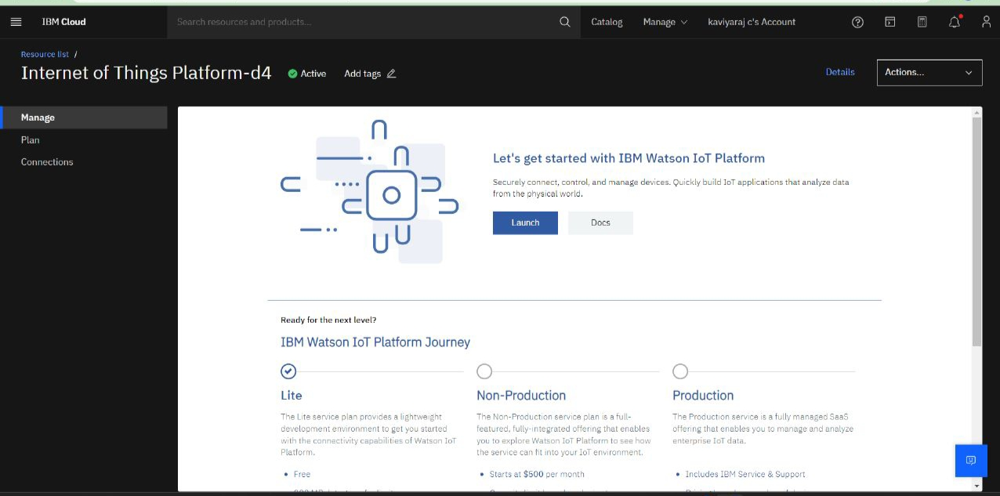 IBM Cloud
Search resources and products...
Catalog
Manage
kaviyaraj c's Account
Resource list /
Internet of Things Platform-d4
Active
Add tags
Details
Actions...
Manage
Plan
Connections
Let's get started with IBM Watson IoT Platform
Securely connect, control, and manage devices. Quickly build IoT applications that analyze data
from the physical world.
Launch
Docs
Ready for the next level?
IBM Watson IoT Platform Journey
Lite
The Lite service plan provides a lightweight
development environment to get you started
with the connectivity capabilities of Watson IoT
Platform.
• Free
Non-Production
The Non-Production service plan is a full-
featured, fully-integrated offering that enables
you to explore Watson IoT Platform to see how
the service can fit into your IoT environment.
• Starts at $500 per month
Production
The Production service is a fully managed SaaS
offering that enables you to manage and analyze
enterprise IoT data.
• Includes IBM Service & Support